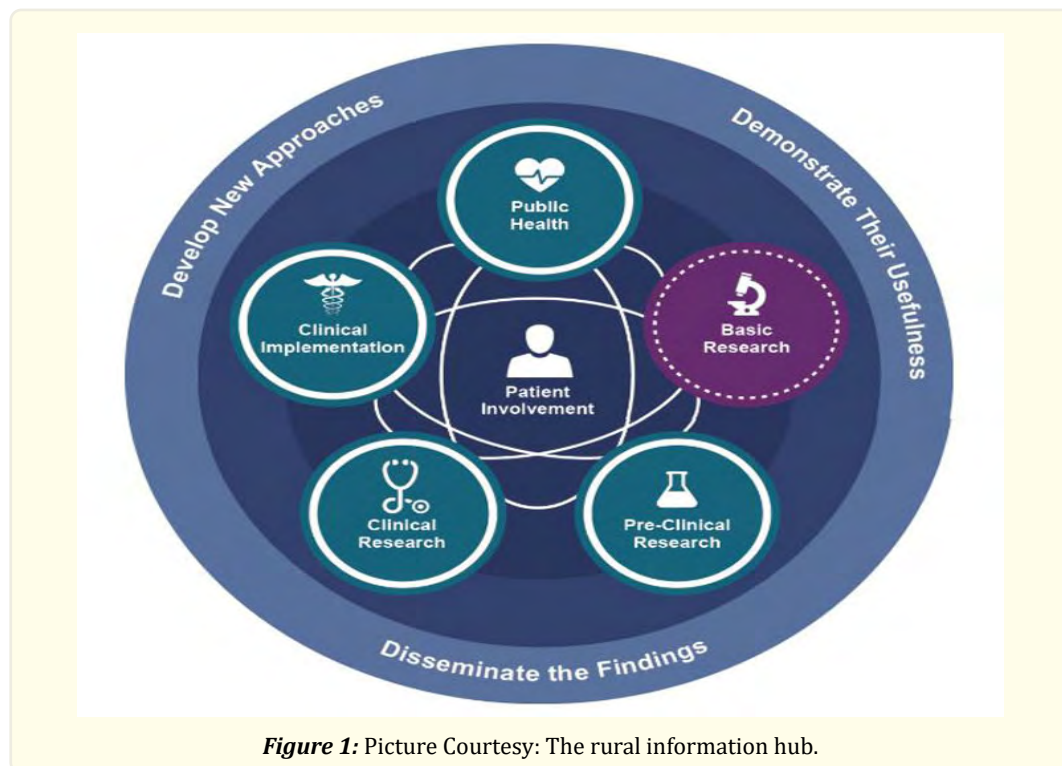 Develop New Approaches
Demonstrate Their Usefulness
Public
Health
Clinical
Implementation
Basic
Research
Patient
Involvement
Clinical
Research
Pre-Clinical
Research
Disseminate the Findings
Figure 1: Picture Courtesy: The rural information hub.